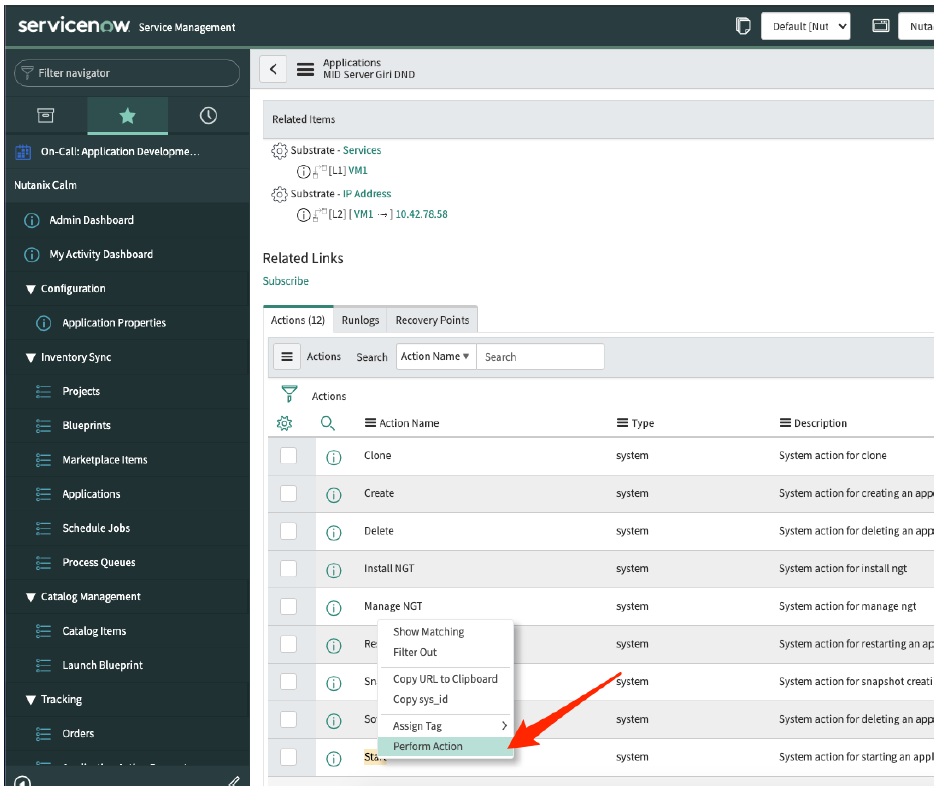 servicenow. Service Management
Default [Nut
Nuta
Filter navigator
Applications
MID Server Giri DND
Related Items
On-Call: Application Developme...
Substrate - Services
[L1] VM1
Nutanix Calm
Substrate - IP Address
[L2] [ VM1 → ] 10.42.78.58
Admin Dashboard
My Activity Dashboard
Related Links
Subscribe
Configuration
Application Properties
Actions (12) Runlogs Recovery Points
Inventory Sync
Actions Search Action Name ▼ Search
Projects
Actions
Blueprints
Action Name Type Description
Marketplace Items
Clone system System action for clone
Applications
Create system System action for creating an app
Schedule Jobs
Delete system System action for deleting an app
Process Queues
Install NGT system System action for install ngt
Catalog Management
Manage NGT system System action for manage ngt
Catalog Items
Show Matching
Re system System action for restarting an ap
Filter Out
Launch Blueprint
Copy URL to Clipboard
Sn system System action for snapshot creati
Copy sys_id
Tracking
So system System action for deleting an app
Assign Tag
Orders
Perform Action
Start system System action for starting an appl